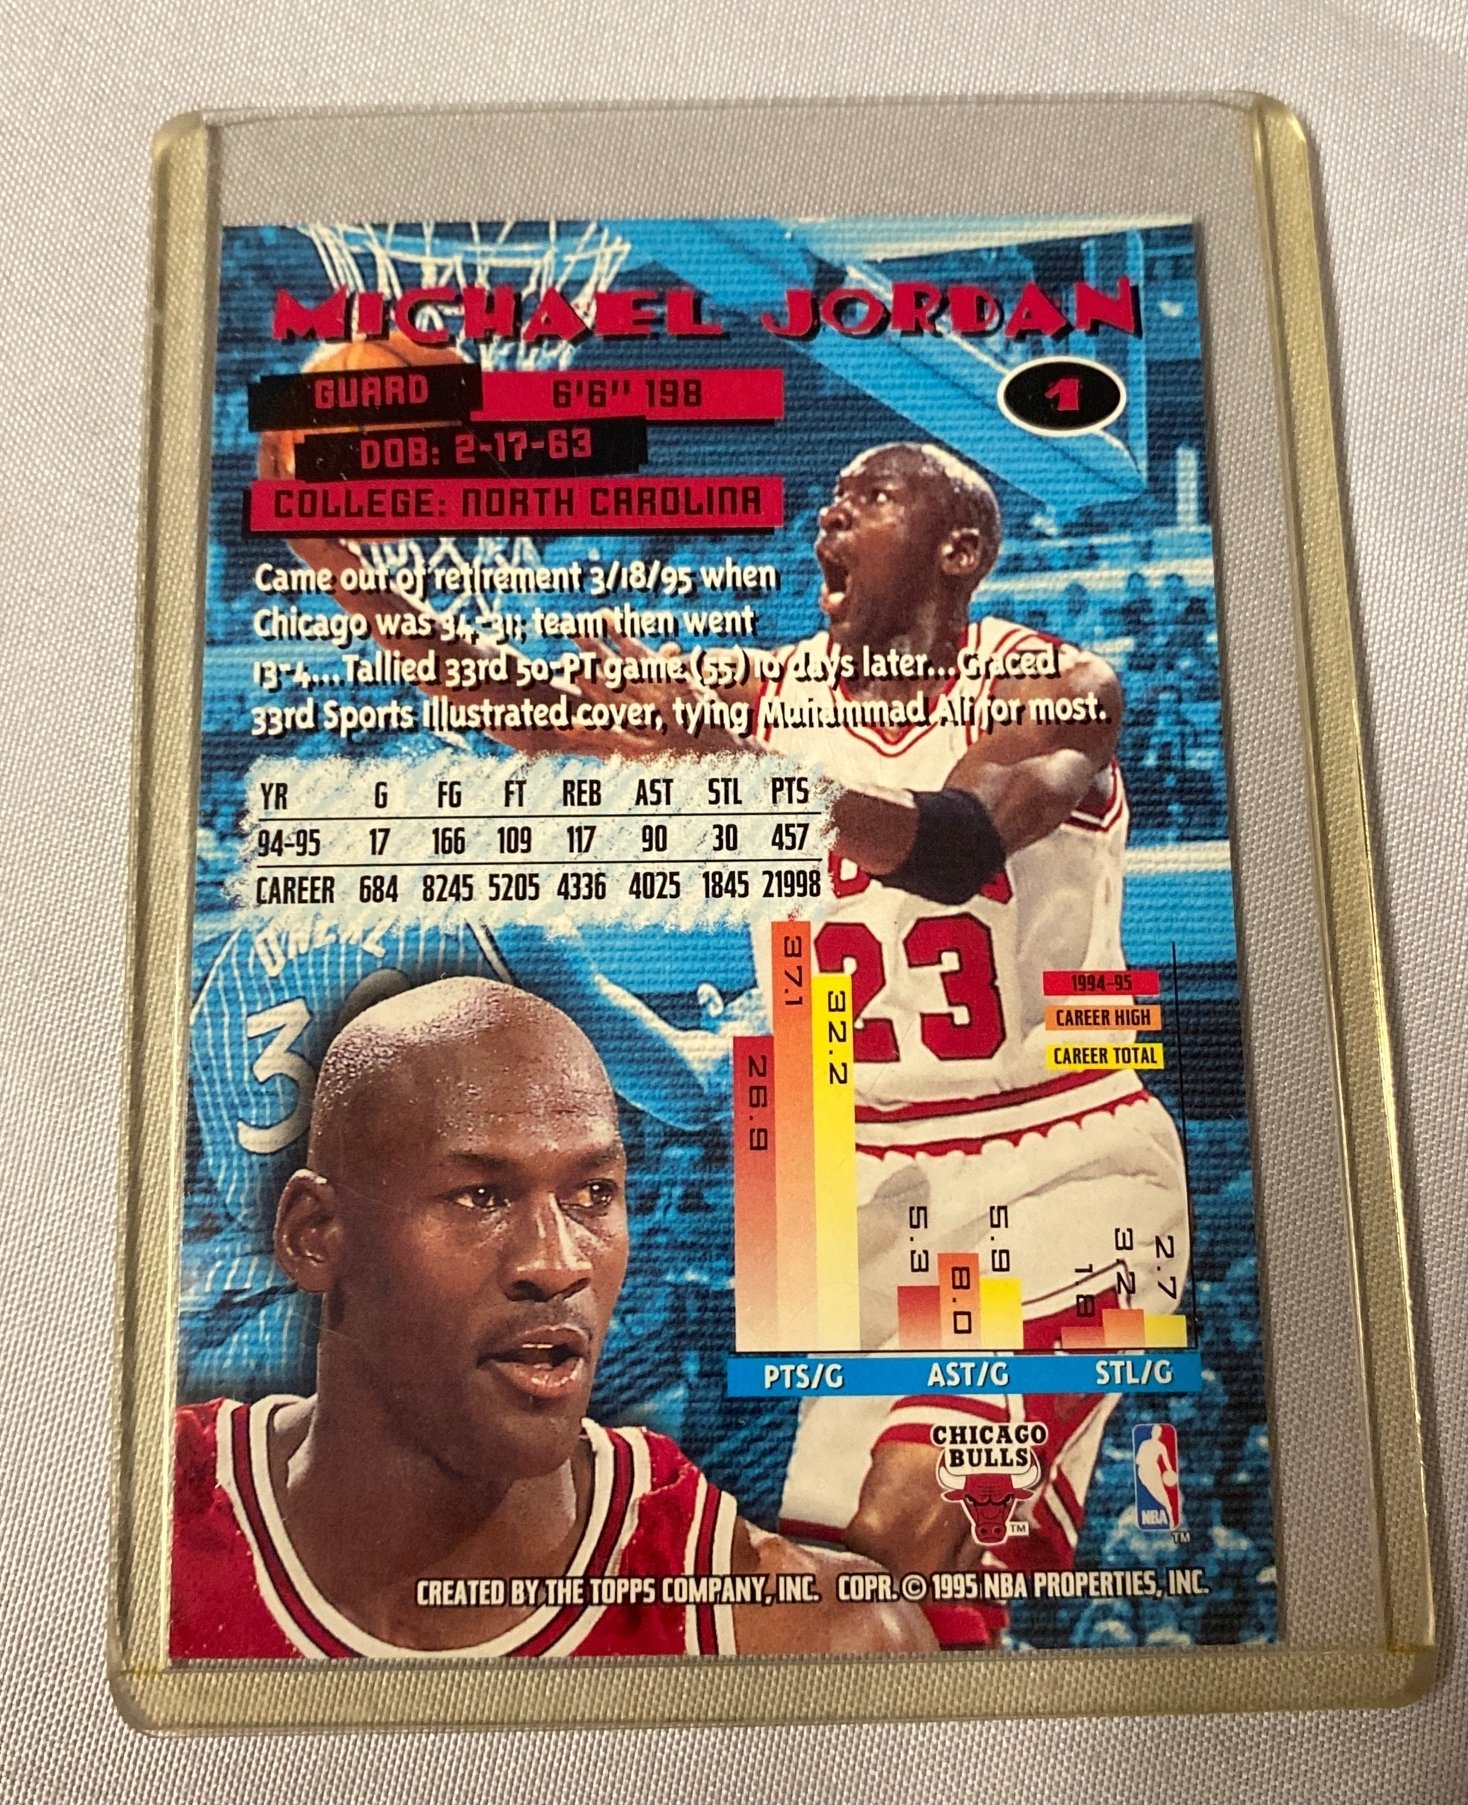 MICHAEL JORDAN
GUARD 6'6" 198
1
DOB: 2-17-63
COLLEGE: NORTH CAROLINA
Came out of retirement 3/18/95 when
Chicago was 34-31; team then went
13-4...Tallied 33rd 50-PT game (55) 10 days later...Graced
33rd Sports Illustrated cover, tying Muhammad Ali for most.
YR G FG FT REB AST STL PTS
94-95 17 166 109 117 90 30 457
CAREER 684 8245 5205 4336 4025 1845 21998
O'NEAL
3
23
1994-95
CAREER HIGH
CAREER TOTAL
26.9 37.1 32.2
5.3 8.0 5.9
1.8 3.2 2.7
PTS/G AST/G STL/G
CHICAGO
BULLS
TM
NBA
TM
CREATED BY THE TOPPS COMPANY, INC. COPR. © 1995 NBA PROPERTIES, INC.